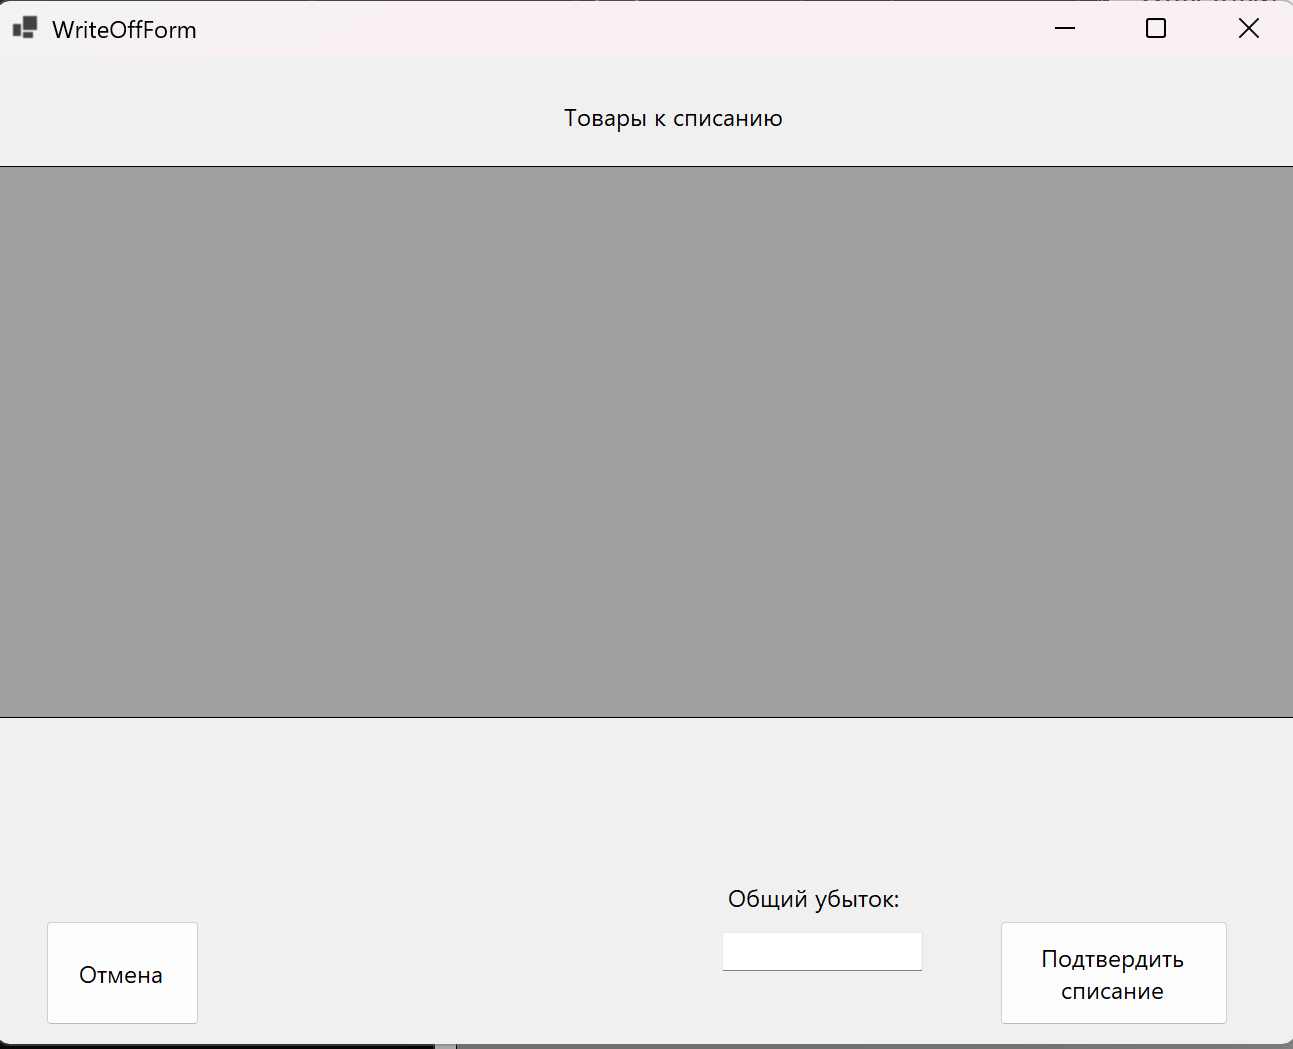 WriteOffForm
Товары к списанию
Общий убыток:
Отмена
Подтвердить
списание